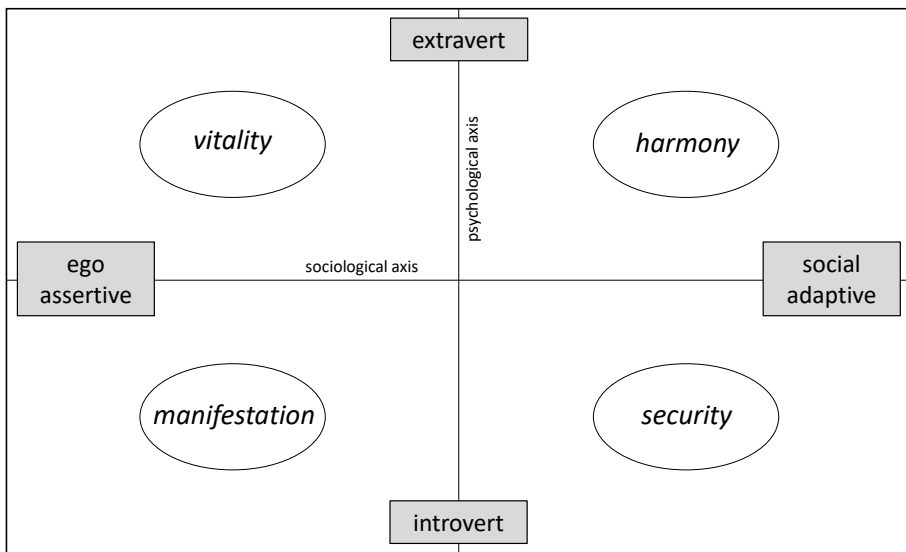 extravert
vitality
psychological axis
harmony
ego
assertive
sociological axis
social
adaptive
manifestation
security
introvert